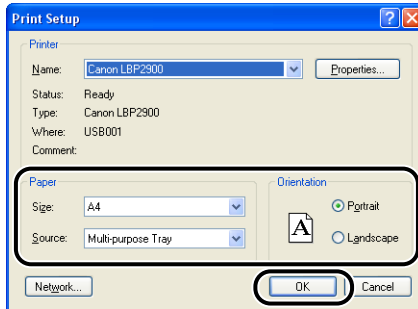 Print Setup
Printer
Name: Canon LBP2900 Properties...
Status: Ready
Type: Canon LBP2900
Where: USB001
Comment:
Paper Orientation
Size: A4 Portrait
A
Source: Multi-purpose Tray Landscape
Network... OK Cancel